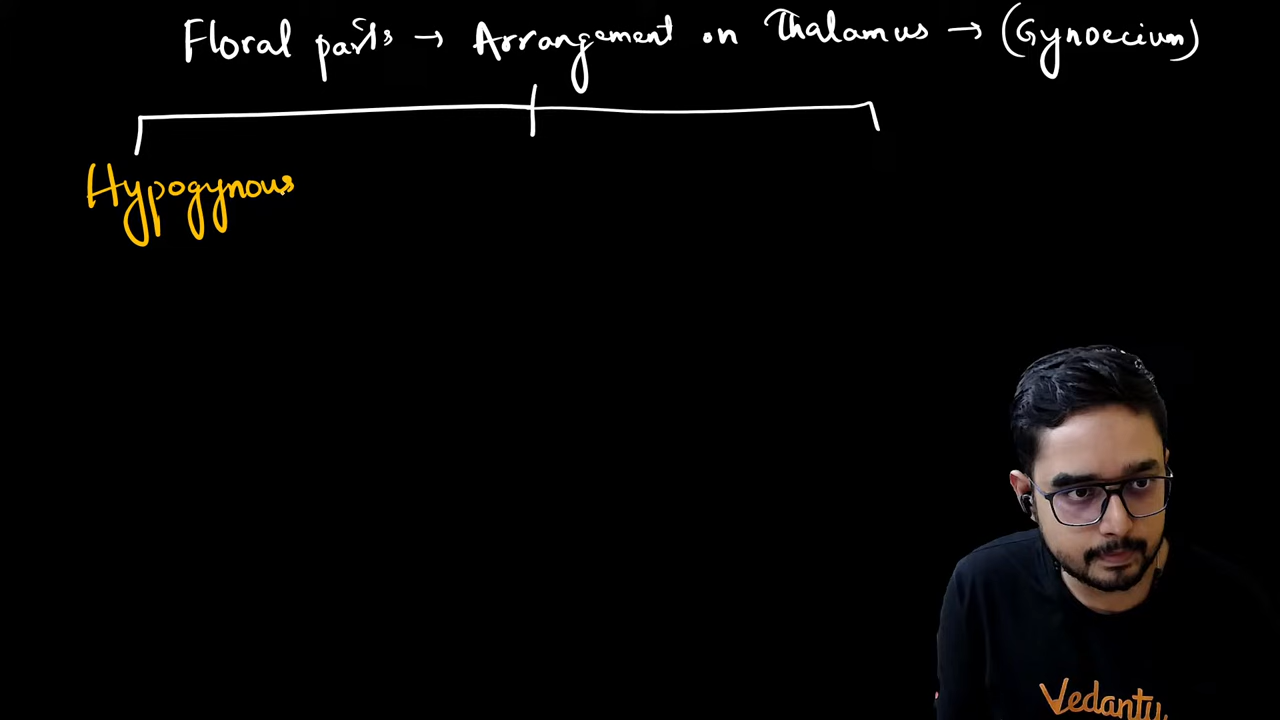 Floral parts → Arrangement on Thalamus → (Gynoecium)
Hypogynous
Vedantu